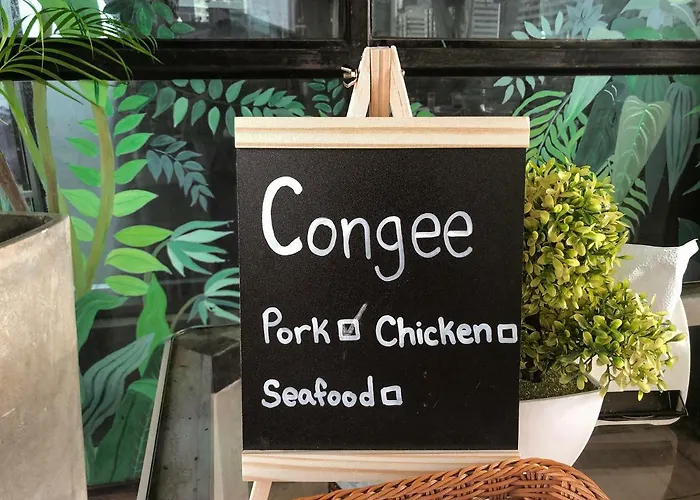 Congee
Pork ☑ Chicken ☐
Seafood ☐